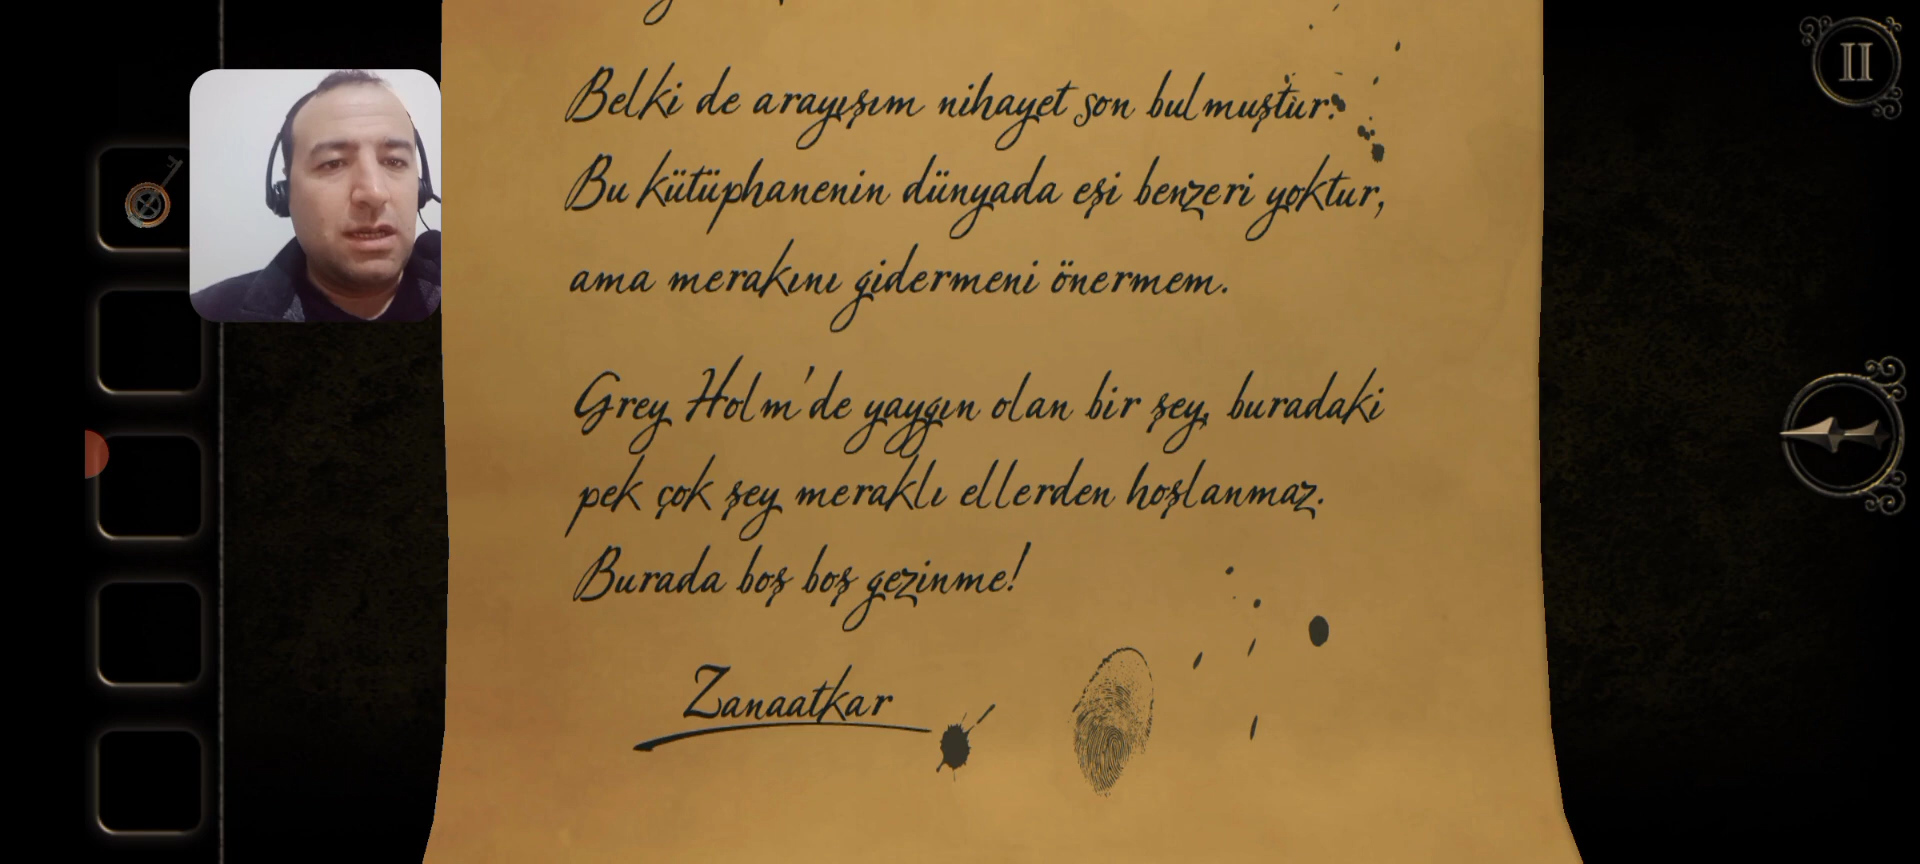 Belki de arayışım nihayet son bulmuştur.
Bu kütüphanenin dünyada eşi benzeri yoktur,
ama merakını gidermeni önermem.
Grey Holm'de yaygın olan bir şey, buradaki
pek çok şey meraklı ellerden hoşlanmaz.
Burada boş boş gezinme!
Zanaatkar